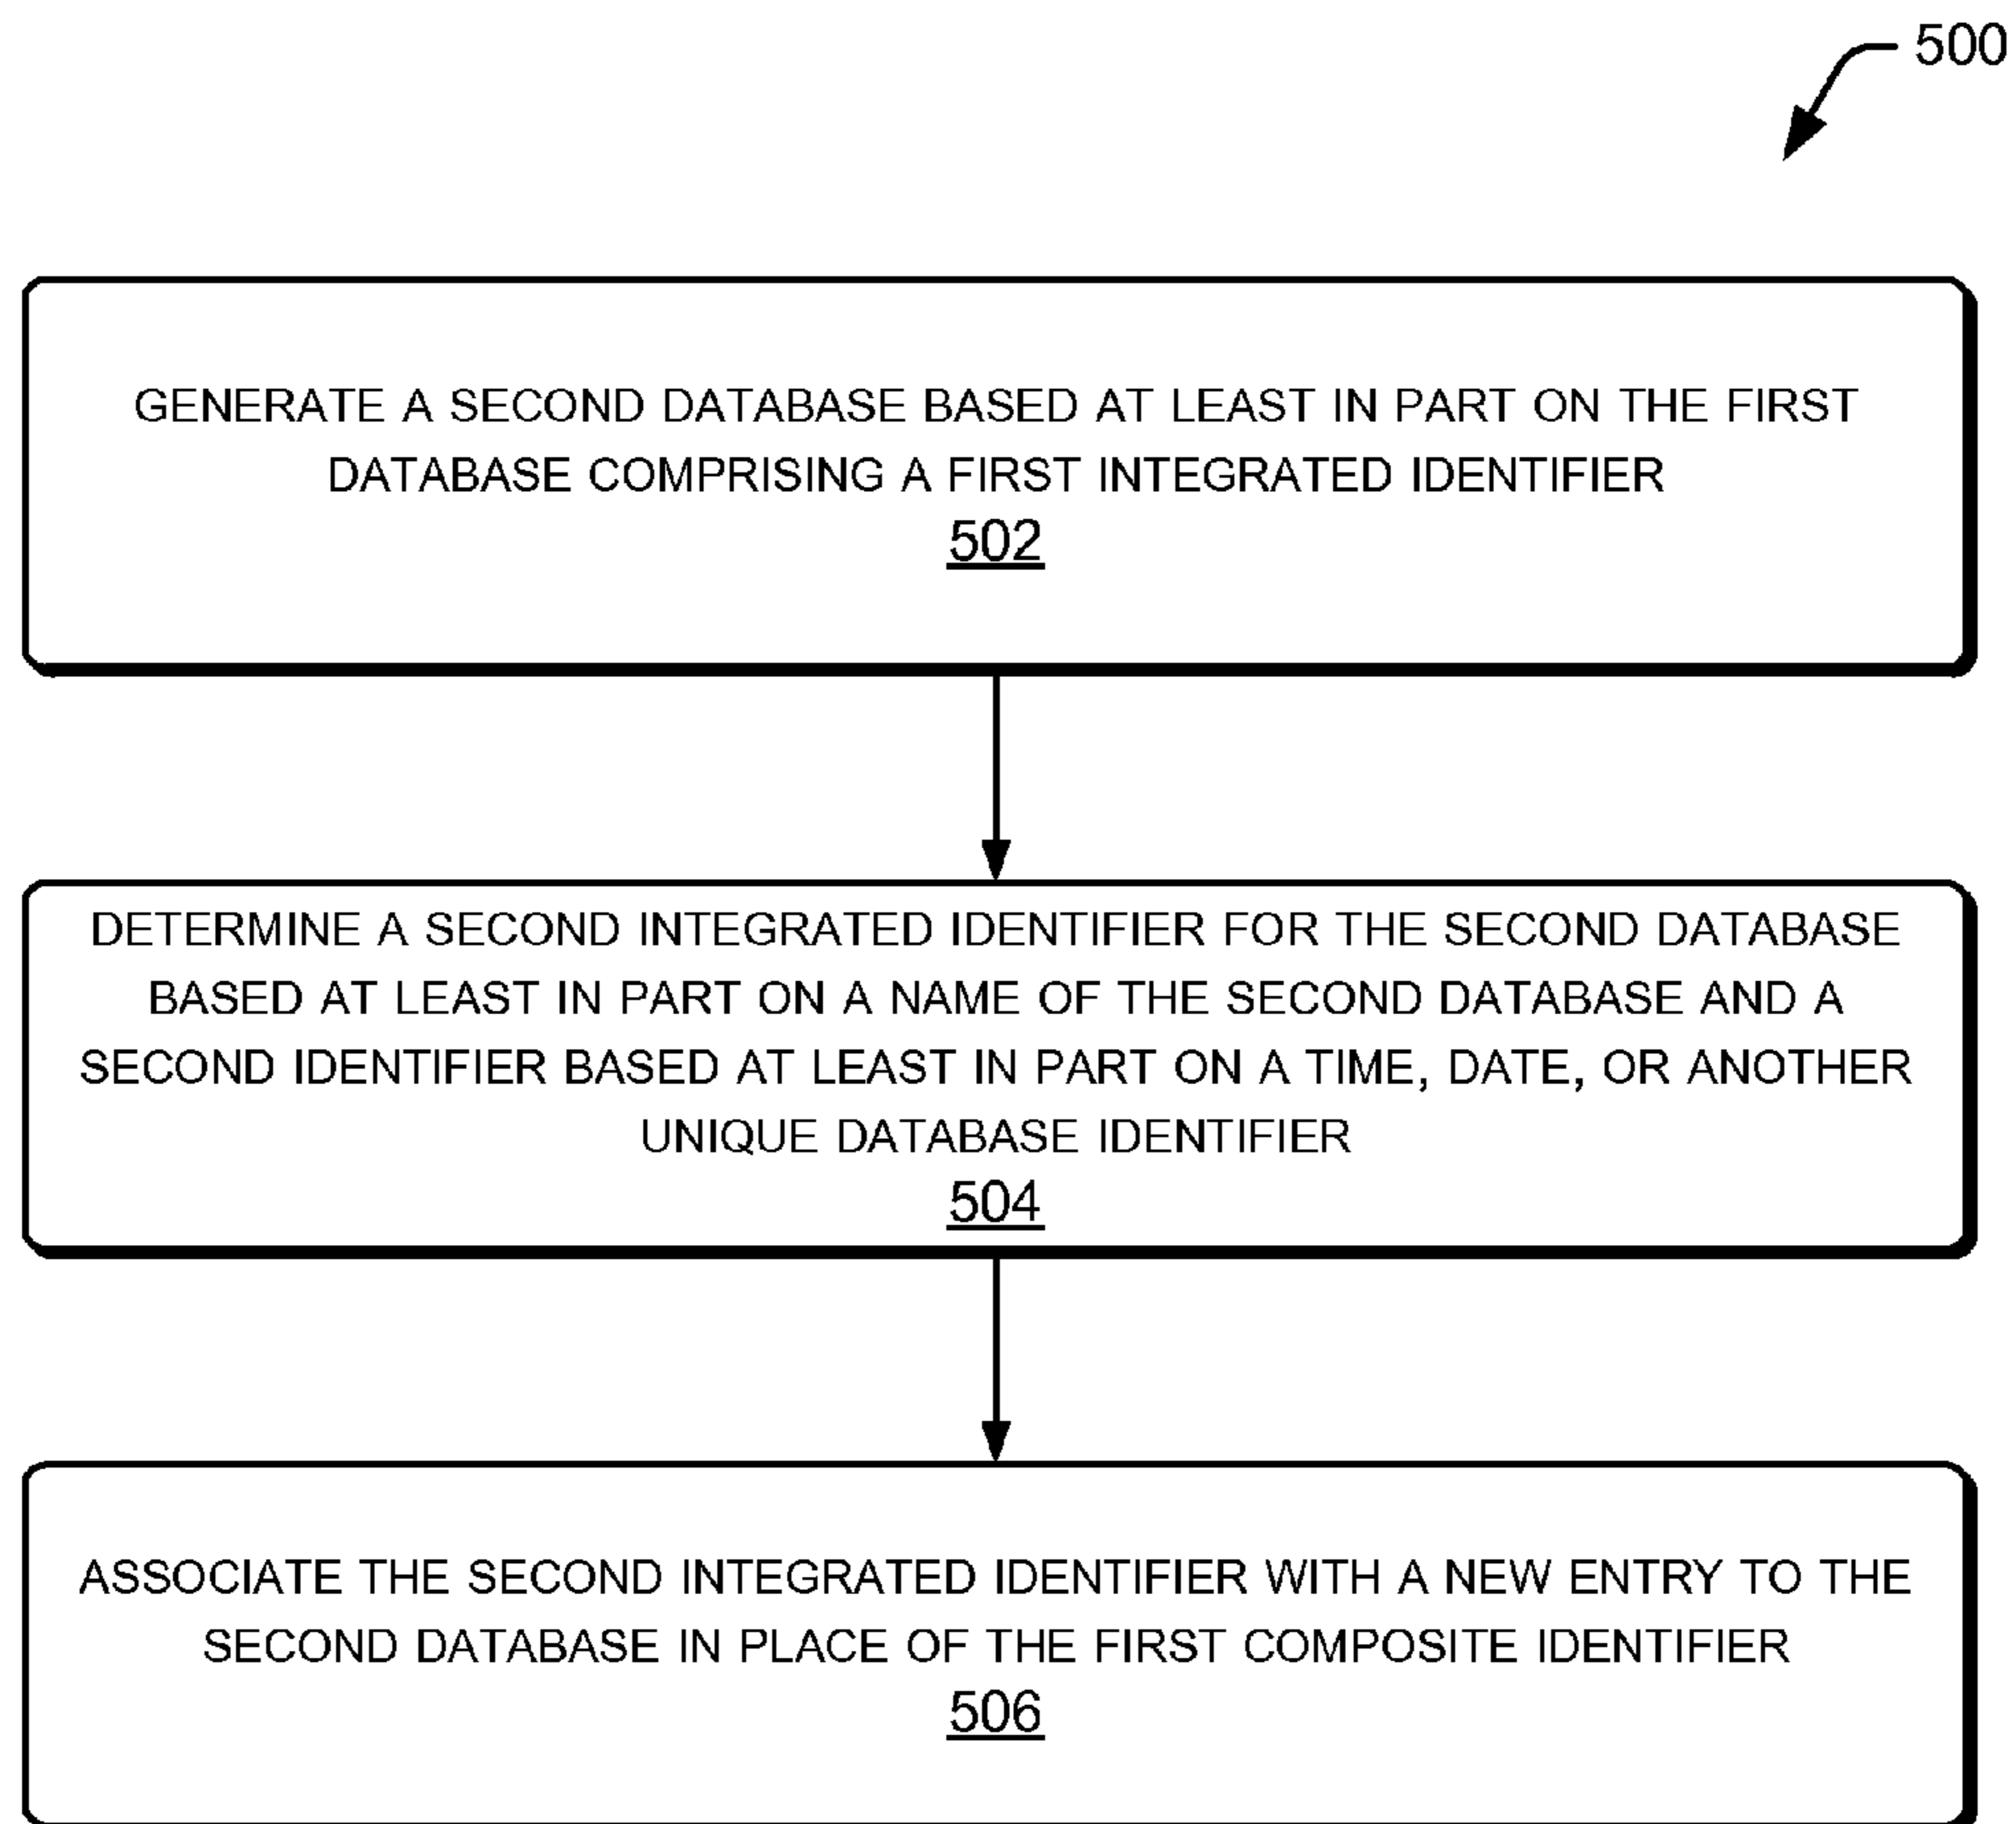 500
GENERATE A SECOND DATABASE BASED AT LEAST IN PART ON THE FIRST
DATABASE COMPRISING A FIRST INTEGRATED IDENTIFIER
502
DETERMINE A SECOND INTEGRATED IDENTIFIER FOR THE SECOND DATABASE
BASED AT LEAST IN PART ON A NAME OF THE SECOND DATABASE AND A
SECOND IDENTIFIER BASED AT LEAST IN PART ON A TIME, DATE, OR ANOTHER
UNIQUE DATABASE IDENTIFIER
504
ASSOCIATE THE SECOND INTEGRATED IDENTIFIER WITH A NEW ENTRY TO THE
SECOND DATABASE IN PLACE OF THE FIRST COMPOSITE IDENTIFIER
506